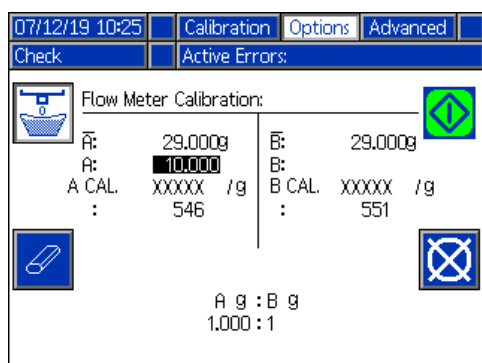 07/12/19 10:25 Calibration Options Advanced
Check Active Errors:
Flow Meter Calibration:
A̅: 29.000g B̅: 29.000g
A: 10.000 B:
A CAL. XXXXX /g B CAL. XXXXX /g
: 546 : 551
A g : B g
1.000 : 1